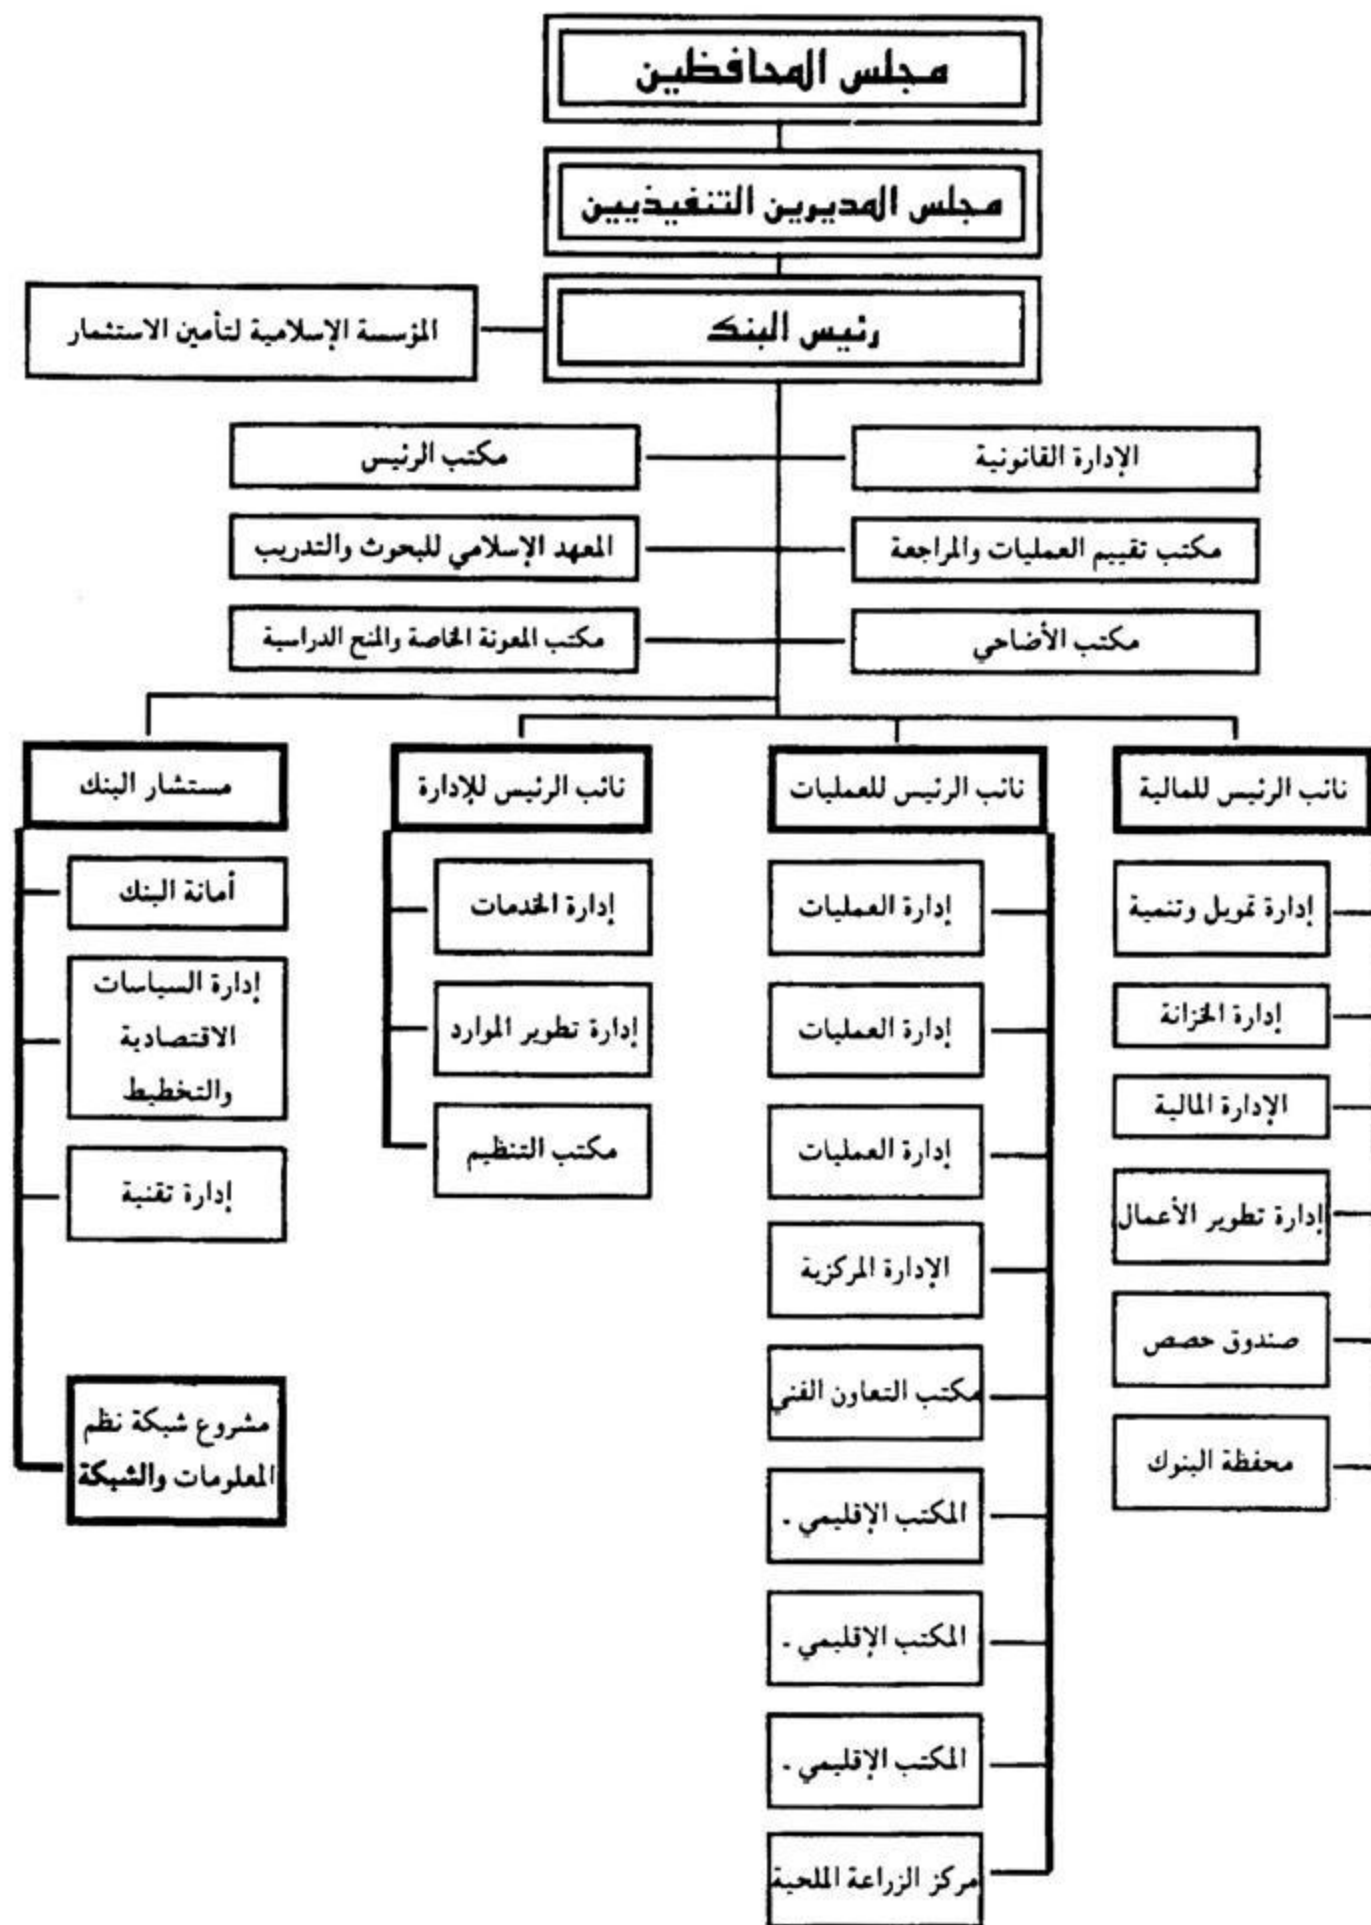 مجلس المحافظين
مجلس المديرين التنفيذيين
رئيس البنك
المؤسسة الإسلامية لتأمين الاستثمار
الإدارة القانونية
مكتب الرئيس
مكتب تقييم العمليات والمراجعة
المعهد الإسلامي للبحوث والتدريب
مكتب الأضاحي
مكتب المعونة الخاصة والمنح الدراسية
نائب الرئيس للمالية
إدارة تمويل وتنمية
إدارة الخزانة
الإدارة المالية
إدارة تطوير الأعمال
صندوق حصص
محفظة البنوك
نائب الرئيس للعمليات
إدارة العمليات
إدارة العمليات
إدارة العمليات
الإدارة المركزية
مكتب التعاون الفني
المكتب الإقليمي -
المكتب الإقليمي -
المكتب الإقليمي -
مركز الزراعة الملحية
نائب الرئيس للإدارة
إدارة الخدمات
إدارة تطوير الموارد
مكتب التنظيم
مستشار البنك
أمانة البنك
إدارة السياسات
الاقتصادية
والتخطيط
إدارة تقنية
مشروع شبكة نظم
المعلومات والشبكة